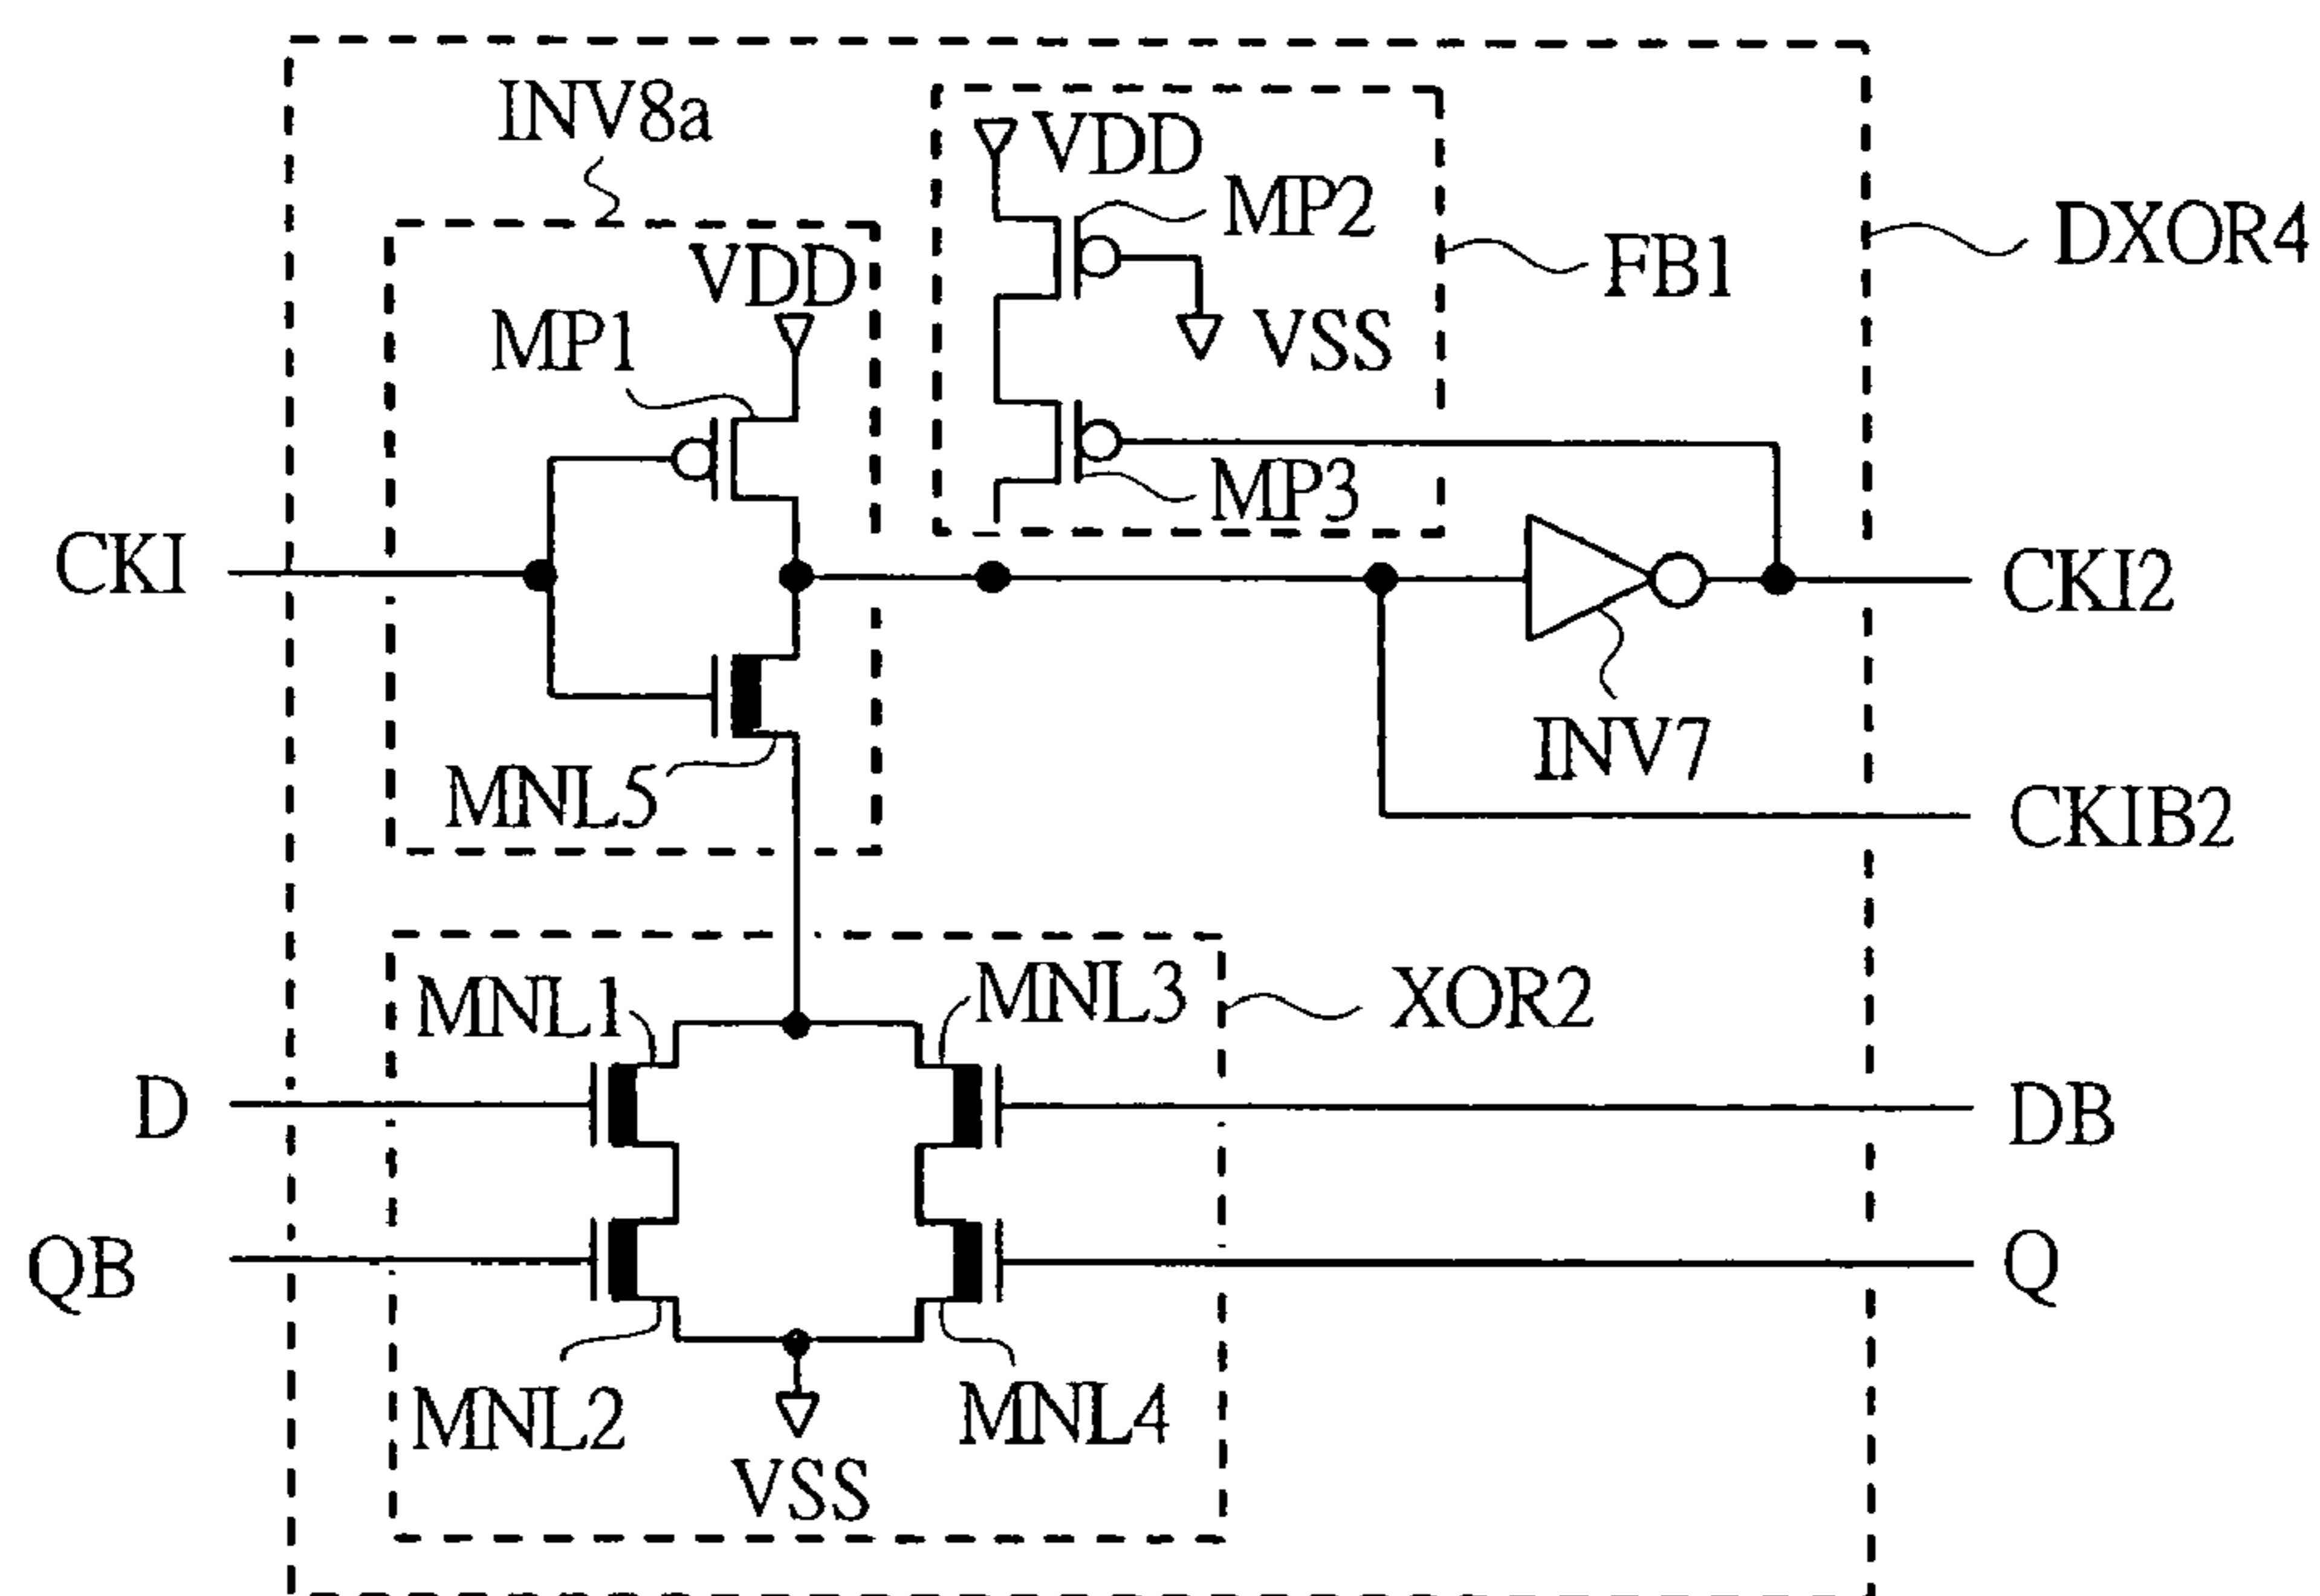 INV8a
VDD
MP2
VDD
FB1
DXOR4
MP1
VSS
MP3
CKI
CKI2
INV7
MNL5
CKIB2
MNL1
MNL3
XOR2
D
DB
QB
Q
MNL2
MNL4
VSS